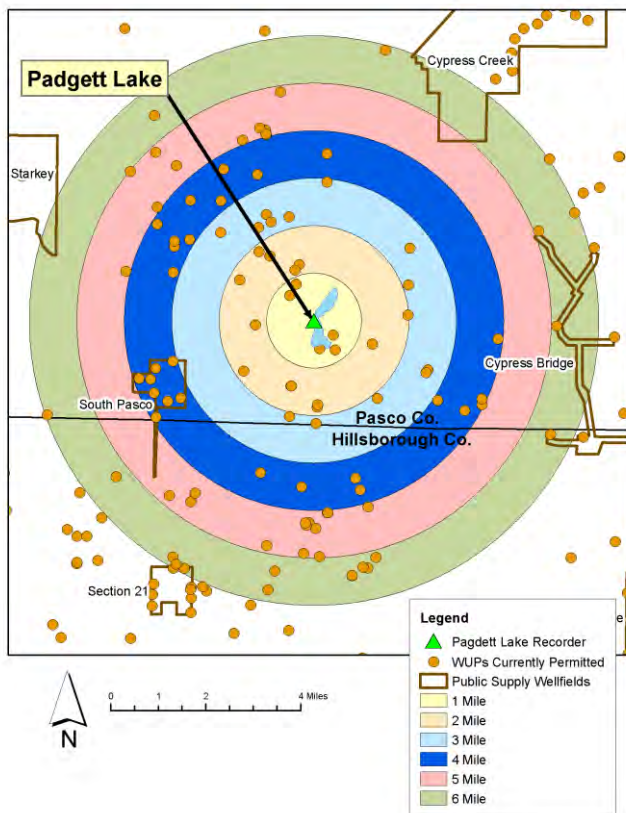 Cypress Creek
Padgett Lake
Starkey
Cypress Bridge
South Pasco
Pasco Co.
Hillsborough Co.
Section 21
e
Legend
Pagdett Lake Recorder
WUPs Currently Permitted
Public Supply Wellfields
1 Mile
2 Mile
3 Mile
4 Mile
5 Mile
6 Mile
N
0 1 2 4 Miles